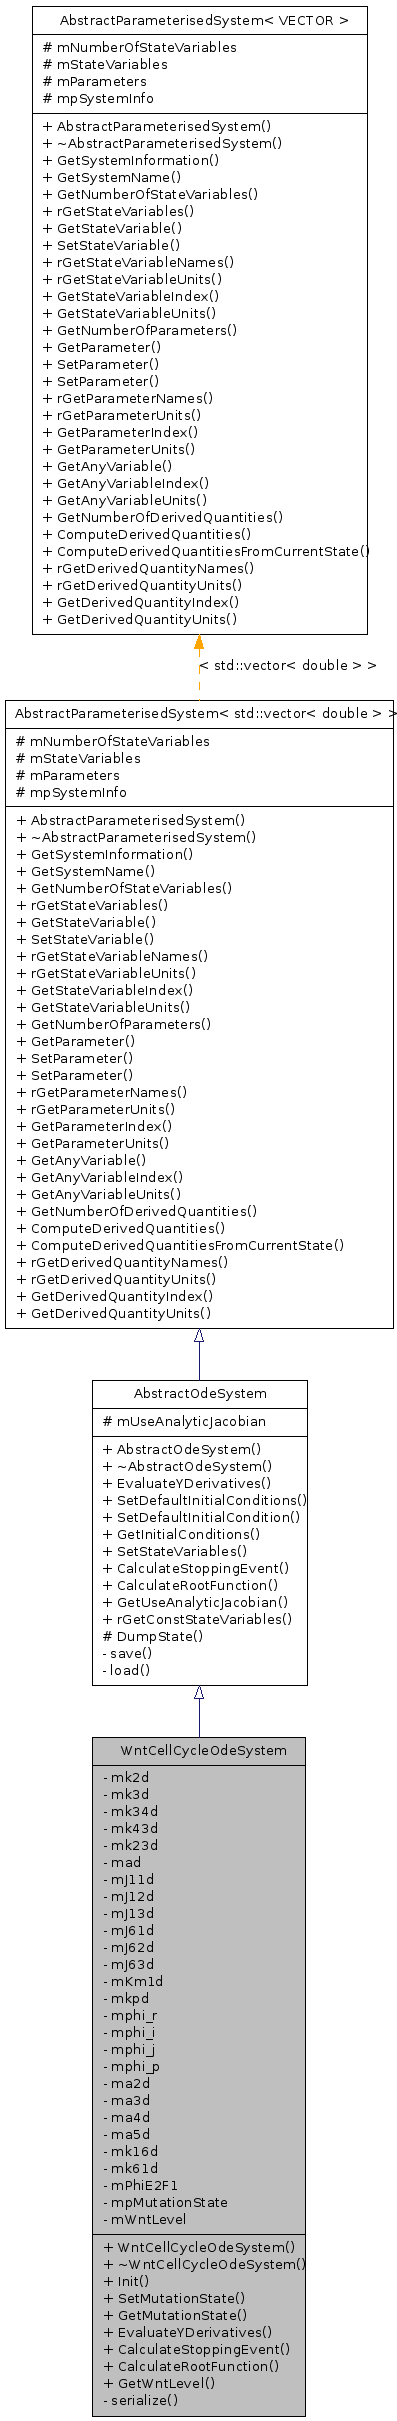 AbstractParameterisedSystem< VECTOR >
# mNumberOfStateVariables
# mStateVariables
# mParameters
# mpSystemInfo
+ AbstractParameterisedSystem()
+ ~AbstractParameterisedSystem()
+ GetSystemInformation()
+ GetSystemName()
+ GetNumberOfStateVariables()
+ rGetStateVariables()
+ GetStateVariable()
+ SetStateVariable()
+ rGetStateVariableNames()
+ rGetStateVariableUnits()
+ GetStateVariableIndex()
+ GetStateVariableUnits()
+ GetNumberOfParameters()
+ GetParameter()
+ SetParameter()
+ SetParameter()
+ rGetParameterNames()
+ rGetParameterUnits()
+ GetParameterIndex()
+ GetParameterUnits()
+ GetAnyVariable()
+ GetAnyVariableIndex()
+ GetAnyVariableUnits()
+ GetNumberOfDerivedQuantities()
+ ComputeDerivedQuantities()
+ ComputeDerivedQuantitiesFromCurrentState()
+ rGetDerivedQuantityNames()
+ rGetDerivedQuantityUnits()
+ GetDerivedQuantityIndex()
+ GetDerivedQuantityUnits()
< std::vector< double > >
AbstractParameterisedSystem< std::vector< double > >
# mNumberOfStateVariables
# mStateVariables
# mParameters
# mpSystemInfo
+ AbstractParameterisedSystem()
+ ~AbstractParameterisedSystem()
+ GetSystemInformation()
+ GetSystemName()
+ GetNumberOfStateVariables()
+ rGetStateVariables()
+ GetStateVariable()
+ SetStateVariable()
+ rGetStateVariableNames()
+ rGetStateVariableUnits()
+ GetStateVariableIndex()
+ GetStateVariableUnits()
+ GetNumberOfParameters()
+ GetParameter()
+ SetParameter()
+ SetParameter()
+ rGetParameterNames()
+ rGetParameterUnits()
+ GetParameterIndex()
+ GetParameterUnits()
+ GetAnyVariable()
+ GetAnyVariableIndex()
+ GetAnyVariableUnits()
+ GetNumberOfDerivedQuantities()
+ ComputeDerivedQuantities()
+ ComputeDerivedQuantitiesFromCurrentState()
+ rGetDerivedQuantityNames()
+ rGetDerivedQuantityUnits()
+ GetDerivedQuantityIndex()
+ GetDerivedQuantityUnits()
AbstractOdeSystem
# mUseAnalyticJacobian
+ AbstractOdeSystem()
+ ~AbstractOdeSystem()
+ EvaluateYDerivatives()
+ SetDefaultInitialConditions()
+ SetDefaultInitialCondition()
+ GetInitialConditions()
+ SetStateVariables()
+ CalculateStoppingEvent()
+ CalculateRootFunction()
+ GetUseAnalyticJacobian()
+ rGetConstStateVariables()
# DumpState()
- save()
- load()
WntCellCycleOdeSystem
- mk2d
- mk3d
- mk34d
- mk43d
- mk23d
- mad
- mJ11d
- mJ12d
- mJ13d
- mJ61d
- mJ62d
- mJ63d
- mKm1d
- mkpd
- mphi_r
- mphi_i
- mphi_j
- mphi_p
- ma2d
- ma3d
- ma4d
- ma5d
- mk16d
- mk61d
- mPhiE2F1
- mpMutationState
- mWntLevel
+ WntCellCycleOdeSystem()
+ ~WntCellCycleOdeSystem()
+ Init()
+ SetMutationState()
+ GetMutationState()
+ EvaluateYDerivatives()
+ CalculateStoppingEvent()
+ CalculateRootFunction()
+ GetWntLevel()
- serialize()